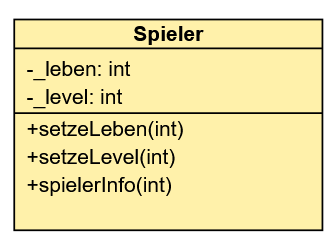 Spieler
-_leben: int
-_level: int
+setzeLeben(int)
+setzeLevel(int)
+spielerInfo(int)